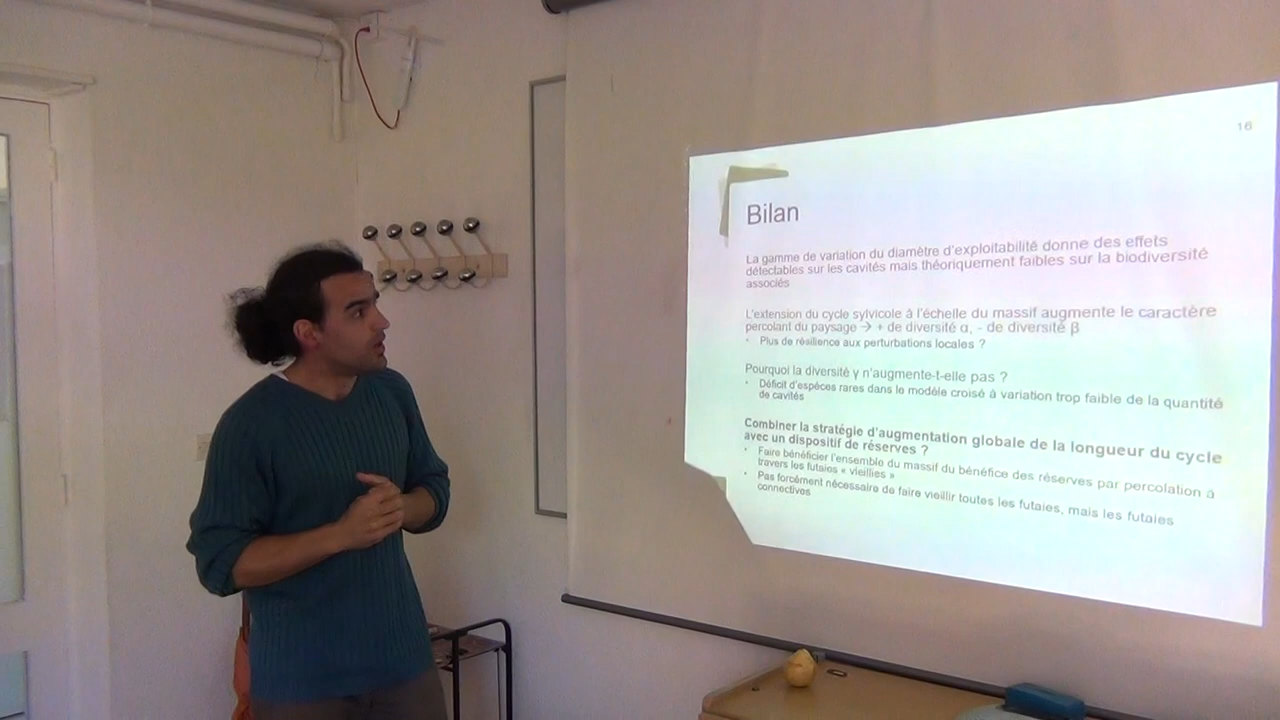 16
Bilan
La gamme de variation du diamètre d'exploitabilité donne des effets
détectables sur les cavités mais théoriquement faibles sur la biodiversité
associés
L'extension du cycle sylvicole à l'échelle du massif augmente le caractère
percolant du paysage → + de diversité α, - de diversité β
• Plus de résilience aux perturbations locales ?
Pourquoi la diversité γ n'augmente-t-elle pas ?
• Déficit d'espèces rares dans le modèle croisé à variation trop faible de la quantité
de cavités
Combiner la stratégie d'augmentation globale de la longueur du cycle
avec un dispositif de réserves ?
• Faire bénéficier l'ensemble du massif du bénéfice des réserves par percolation à
travers les futaies « vieillies »
• Pas forcément nécessaire de faire vieillir toutes les futaies, mais les futaies
connectives